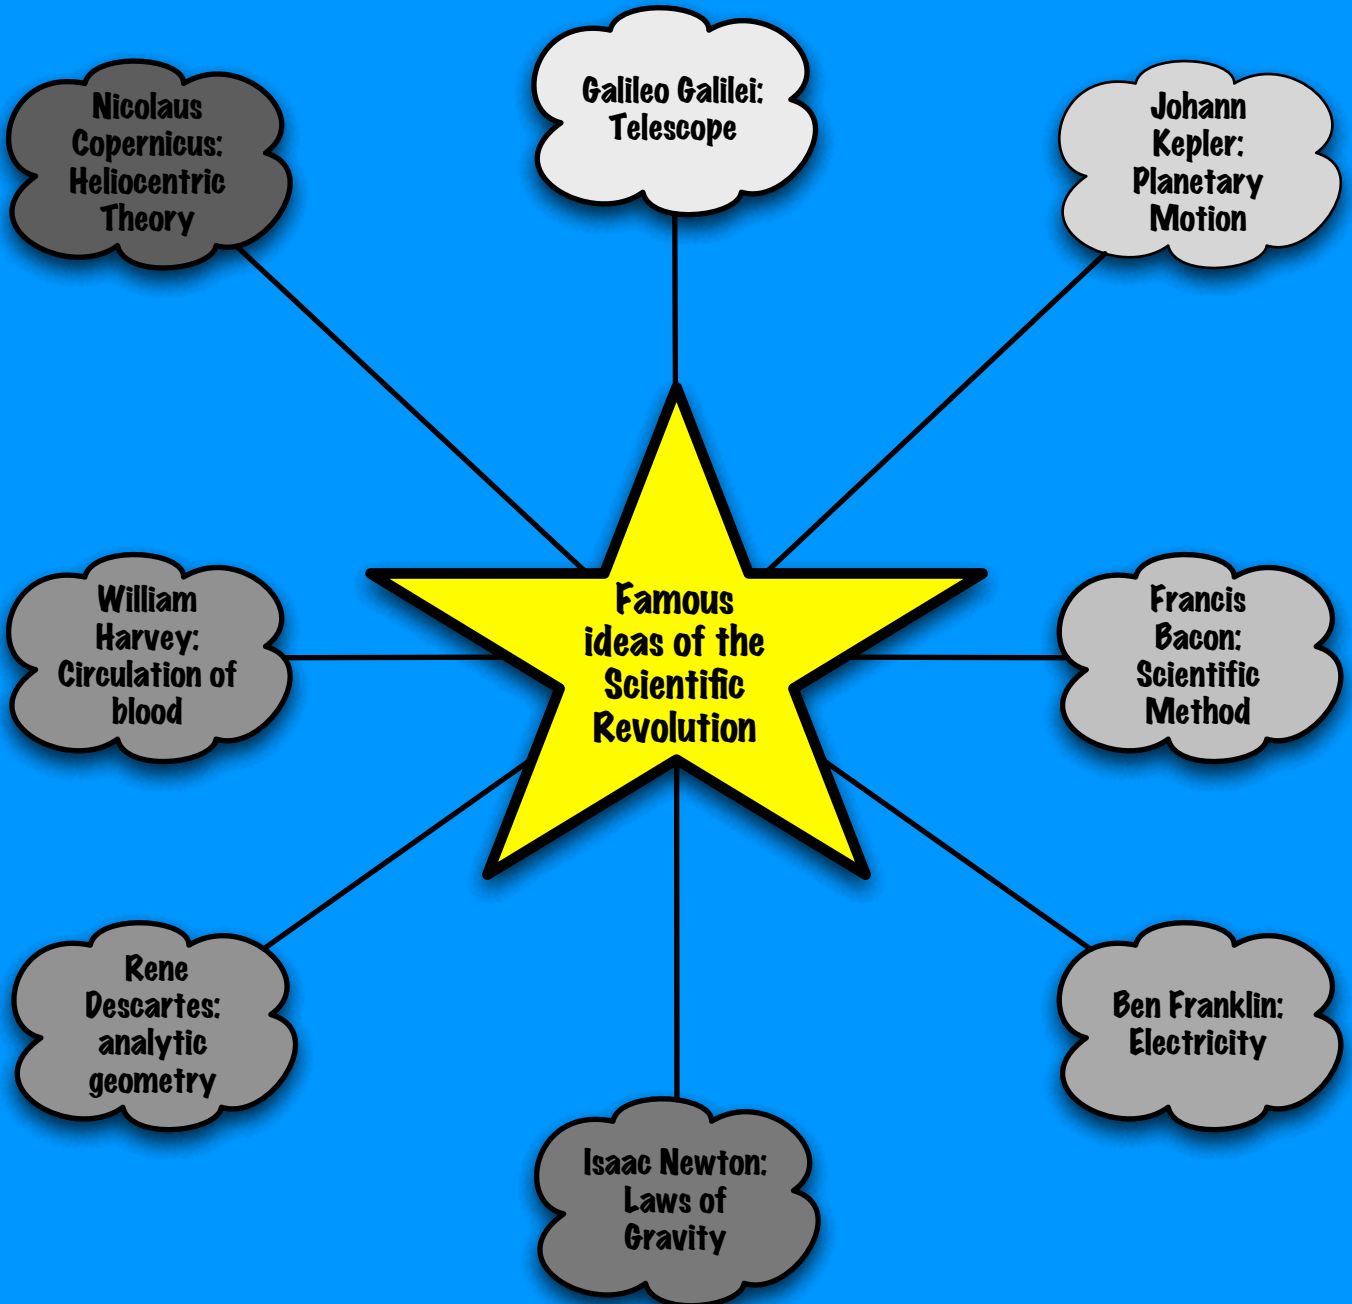 Galileo Galilei:
Telescope
Nicolaus
Copernicus:
Heliocentric
Theory
Johann
Kepler:
Planetary
Motion
William
Harvey:
Circulation of
blood
Famous
ideas of the
Scientific
Revolution
Francis
Bacon:
Scientific
Method
Rene
Descartes:
analytic
geometry
Ben Franklin:
Electricity
Isaac Newton:
Laws of
Gravity